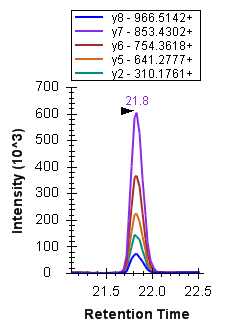 y8 - 966.5142+
y7 - 853.4302+
y6 - 754.3618+
y5 - 641.2777+
y2 - 310.1761+
21.8
Intensity (10^3)
700
600
500
400
300
200
100
0
21.5 22.0 22.5
Retention Time